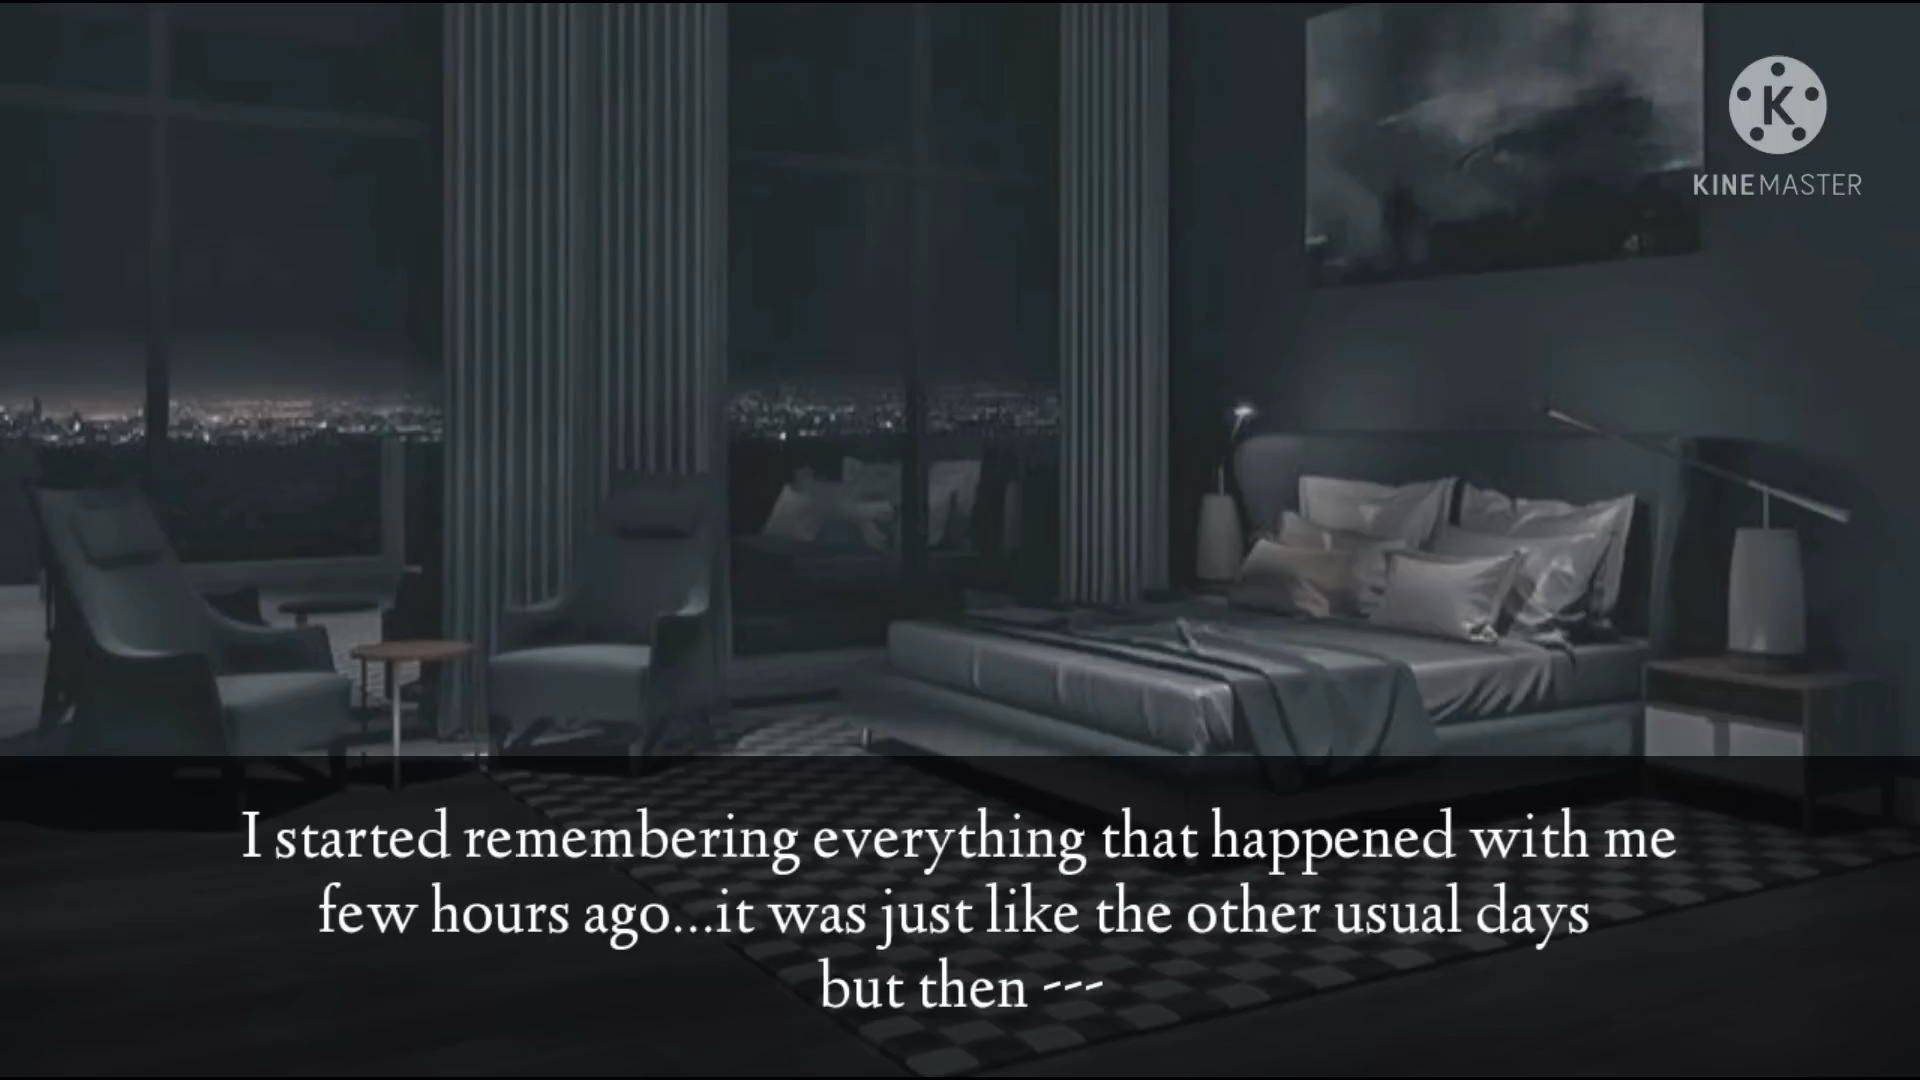 K
KINEMASTER
I started remembering everything that happened with me
few hours ago...it was just like the other usual days
but then ---